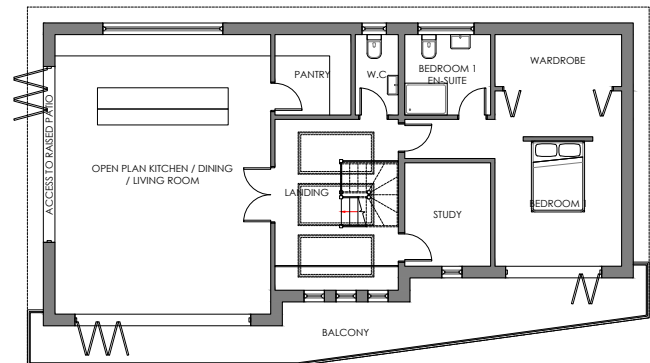 PANTRY
W.C
BEDROOM 1
EN-SUITE
WARDROBE
ACCESS TO RAISED PATIO
OPEN PLAN KITCHEN / DINING
/ LIVING ROOM
LANDING
STUDY
BEDROOM 1
BALCONY